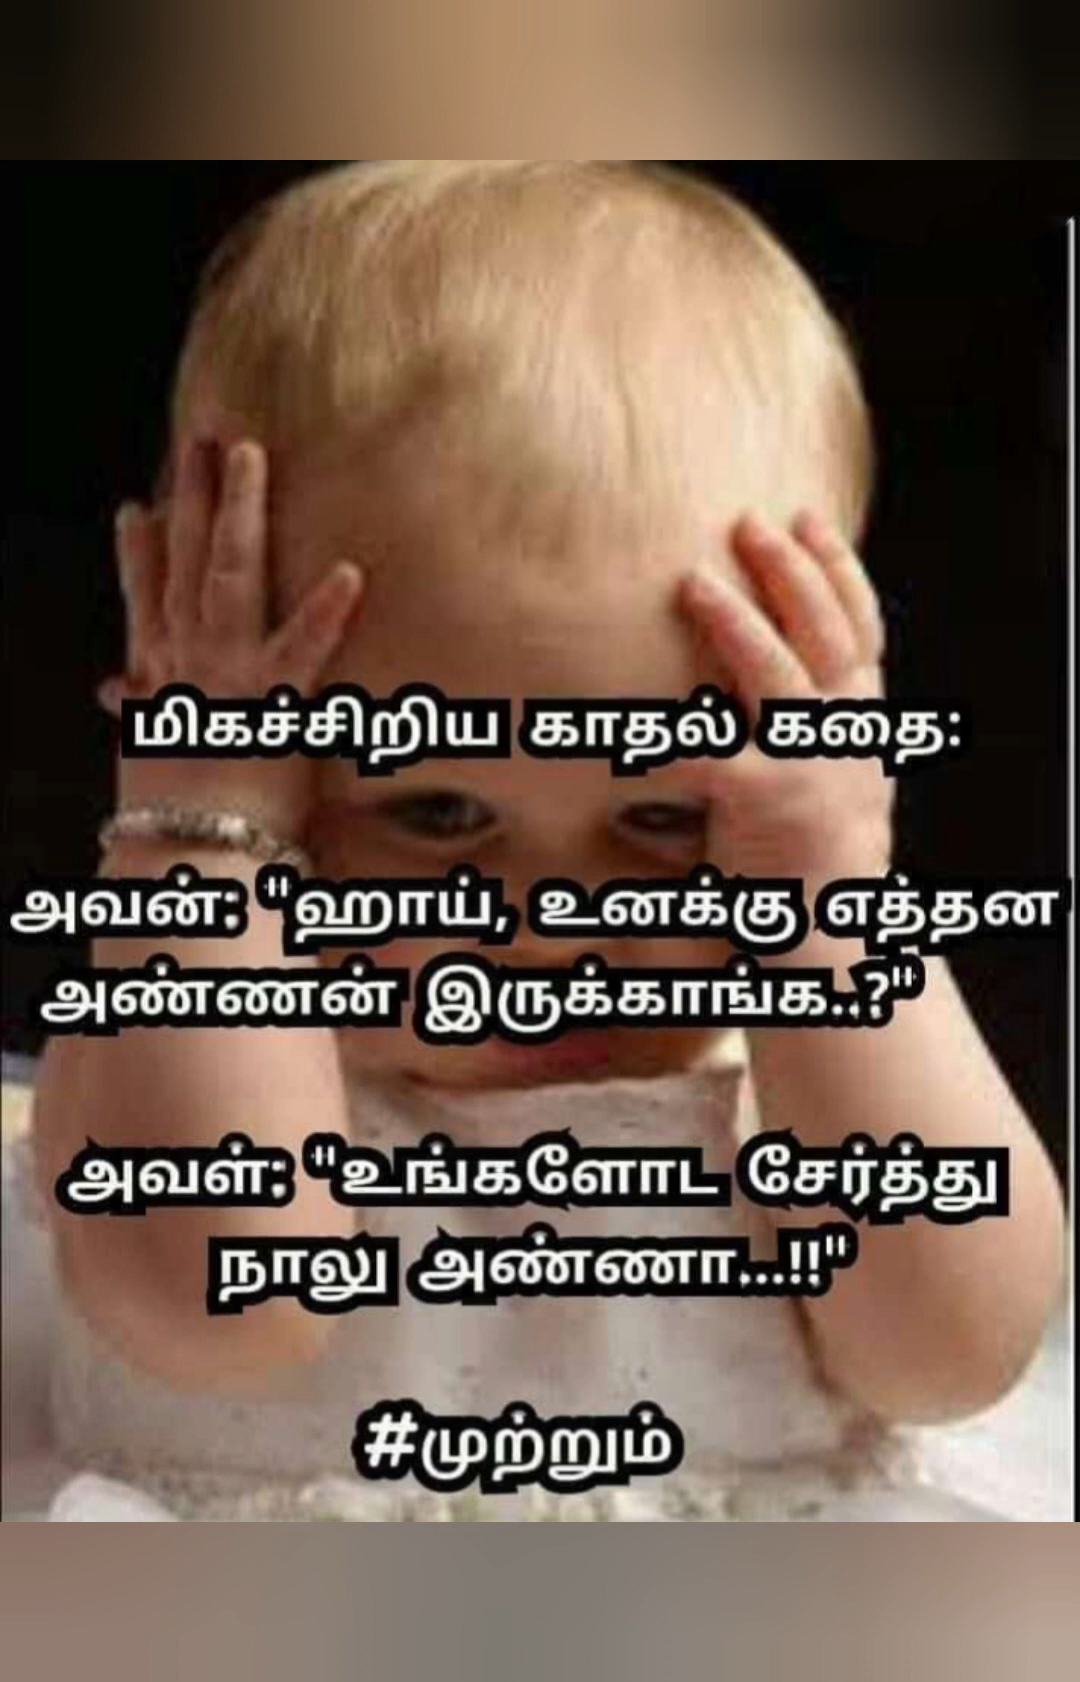 மிகச்சிறிய காதல் கதை:
அவன்: "ஹாய், உனக்கு எத்தன
அண்ணன் இருக்காங்க..?"
அவள்: "உங்களோட சேர்த்து
நாலு அண்ணா...!!"
#முற்றும்